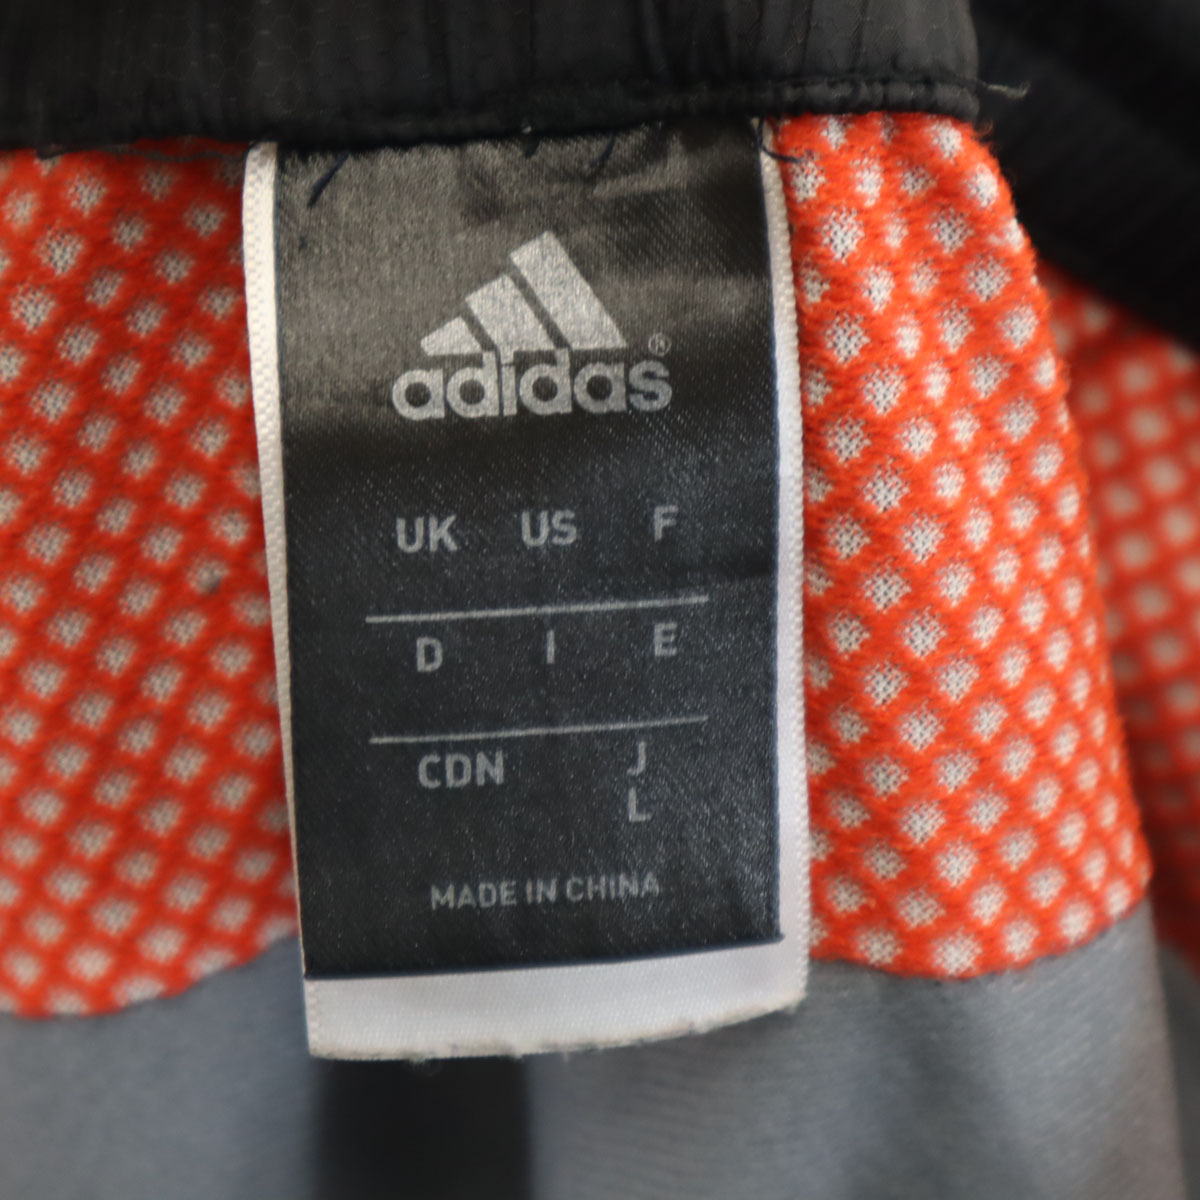 adidas®
UK US F
D I E
CDN J
L
MADE IN CHINA